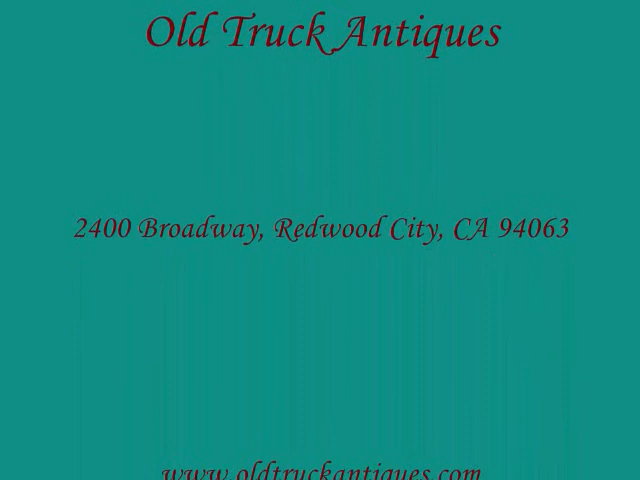 Old Truck Antiques
2400 Broadway, Redwood City, CA 94063
www.oldtruckantiques.com